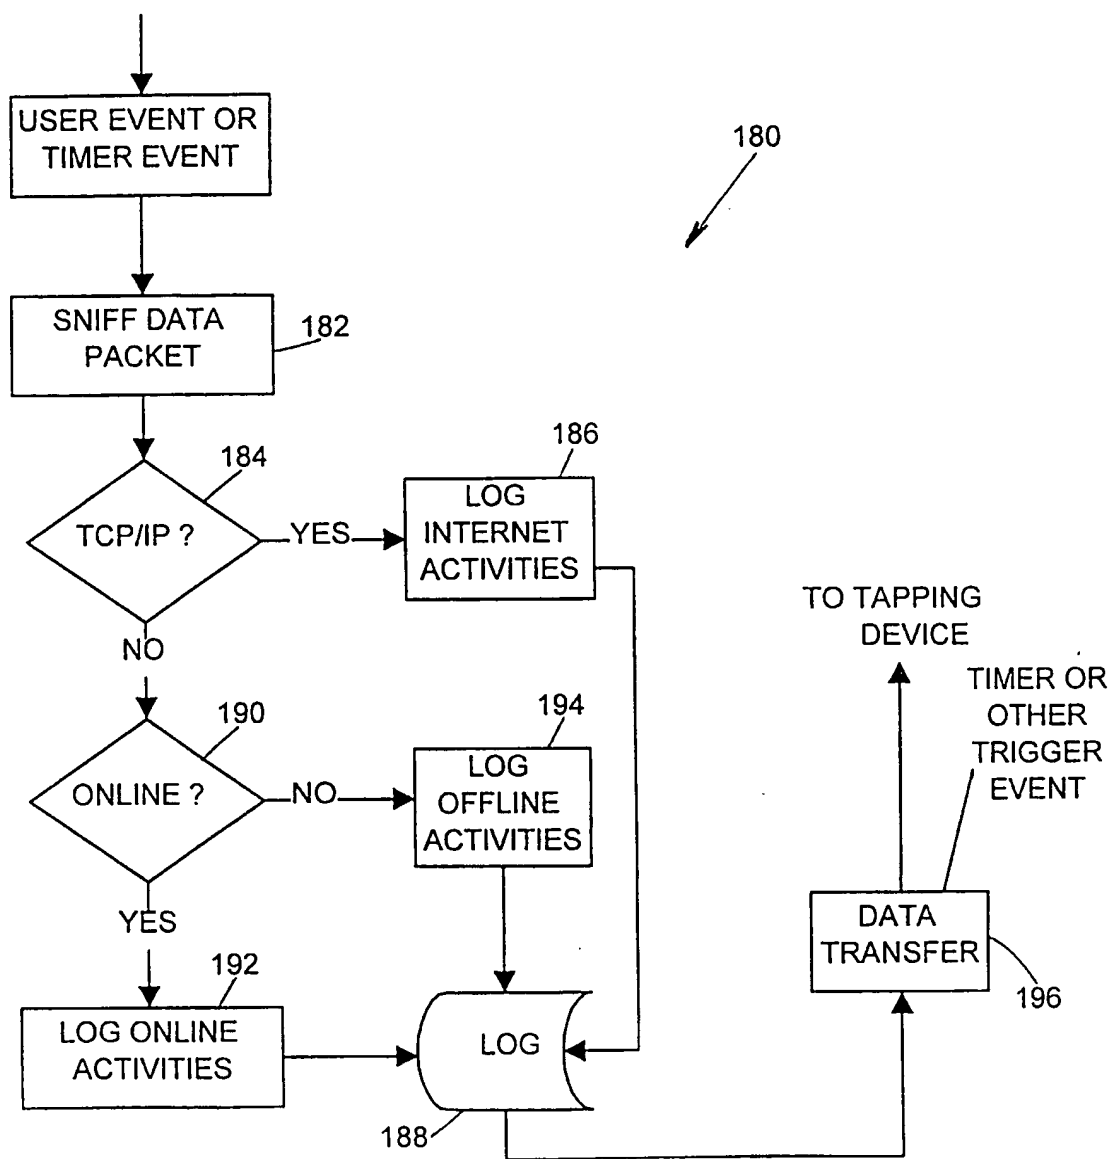 USER EVENT OR
TIMER EVENT
180
SNIFF DATA
PACKET
182
184
TCP/IP ?
YES
186
LOG
INTERNET
ACTIVITIES
NO
TO TAPPING
DEVICE
TIMER OR
OTHER
TRIGGER
EVENT
190
ONLINE ?
NO
194
LOG
OFFLINE
ACTIVITIES
YES
DATA
TRANSFER
196
192
LOG ONLINE
ACTIVITIES
LOG
188